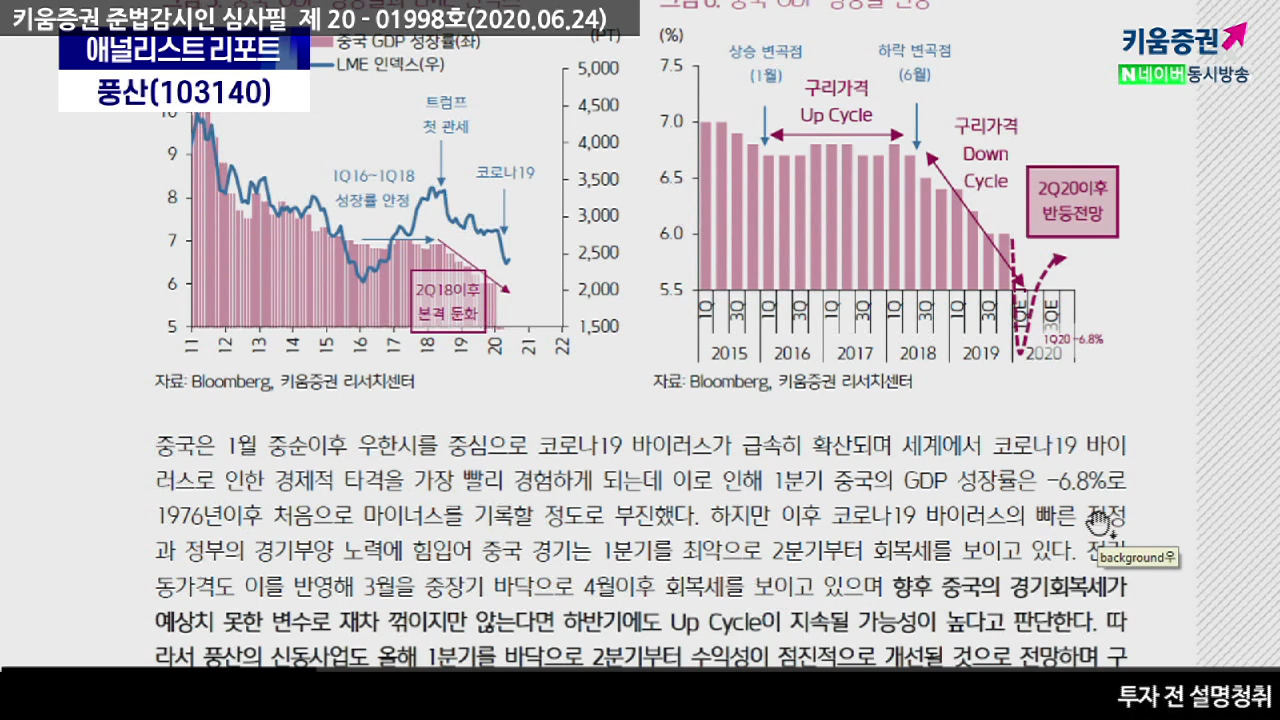 키움증권 준법감시인 심사필 제 20 - 01998호(2020.06.24)
애널리스트 리포트
풍산(103140)
키움증권
N 네이버 동시방송
중국 GDP 성장률(좌)
LME 인덱스(우)
(PT)
5,000
4,500
4,000
3,500
3,000
2,500
2,000
1,500
10
9
8
7
6
5
트럼프
첫 관세
1Q16~1Q18
성장률 안정
코로나19
2Q18이후
본격 둔화
11 12 13 14 15 16 17 18 19 20 21 22
자료: Bloomberg, 키움증권 리서치센터
(%)
7.5
7.0
6.5
6.0
5.5
상승 변곡점
(1월)
하락 변곡점
(6월)
구리가격
Up Cycle
구리가격
Down
Cycle
2Q20이후
반등전망
1Q 3Q 1Q 3Q 1Q 3Q 1Q 3Q 1Q 3Q 1QE 3QE
1Q20 -6.8%
2015 2016 2017 2018 2019 2020
자료: Bloomberg, 키움증권 리서치센터
중국은 1월 중순이후 우한시를 중심으로 코로나19 바이러스가 급속히 확산되며 세계에서 코로나19 바이
러스로 인한 경제적 타격을 가장 빨리 경험하게 되는데 이로 인해 1분기 중국의 GDP 성장률은 -6.8%로
1976년이후 처음으로 마이너스를 기록할 정도로 부진했다. 하지만 이후 코로나19 바이러스의 빠른 진정
과 정부의 경기부양 노력에 힘입어 중국 경기는 1분기를 최악으로 2분기부터 회복세를 보이고 있다.
background우
동가격도 이를 반영해 3월을 중장기 바닥으로 4월이후 회복세를 보이고 있으며 향후 중국의 경기회복세가
예상치 못한 변수로 재차 꺾이지만 않는다면 하반기에도 Up Cycle이 지속될 가능성이 높다고 판단한다. 따
라서 풍산의 신동사업도 올해 1분기를 바닥으로 2분기부터 수익성이 점진적으로 개선될 것으로 전망하며 구
투자 전 설명청취